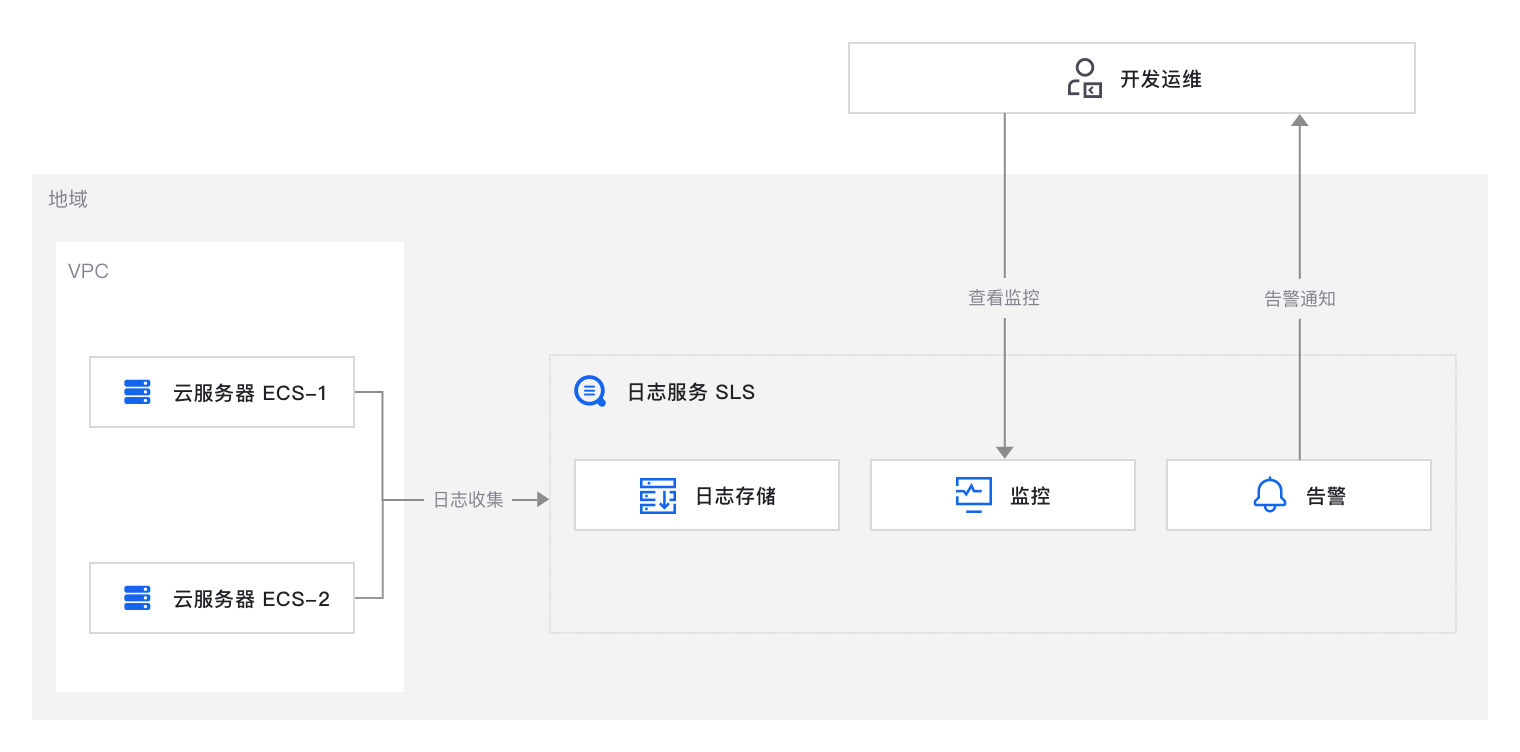 开发运维
地域
VPC
查看监控
告警通知
云服务器 ECS-1
日志服务 SLS
日志收集
日志存储
监控
告警
云服务器 ECS-2